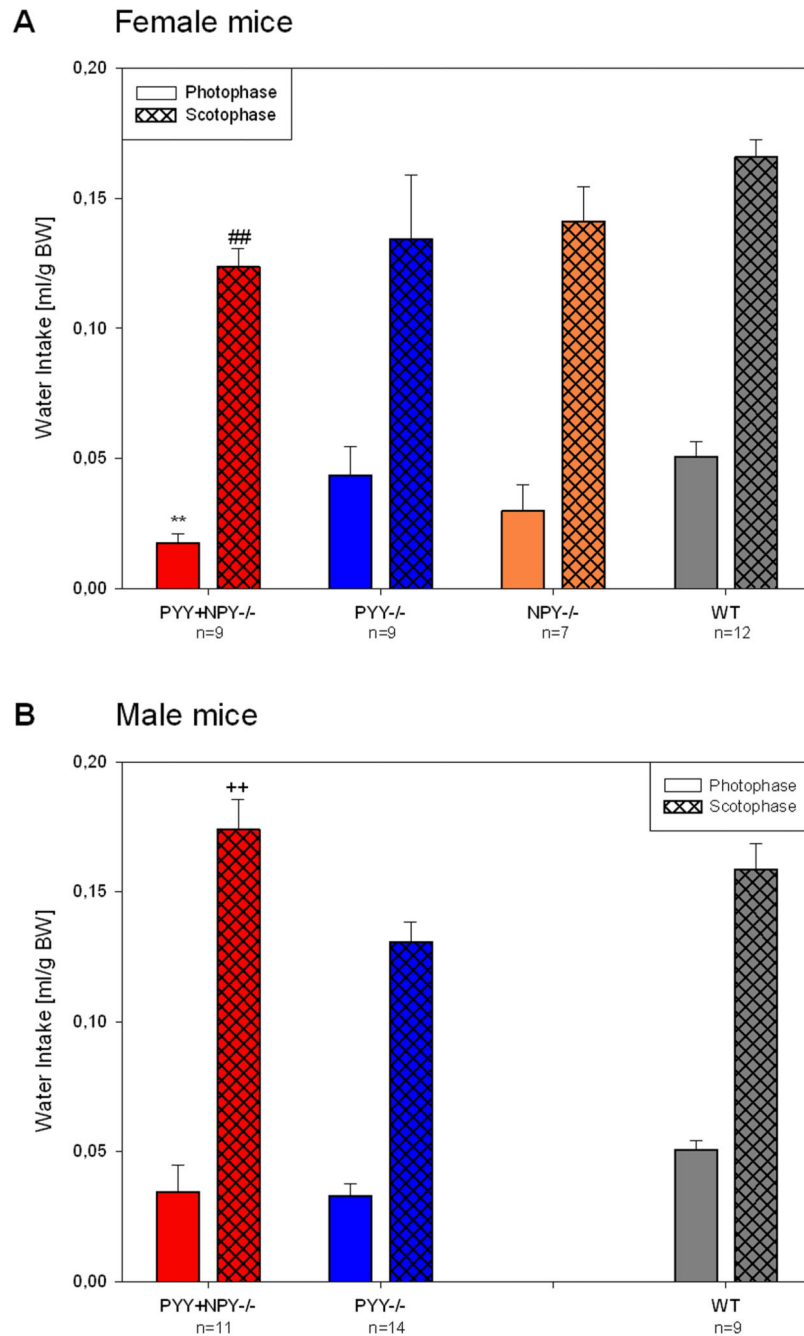 A Female mice
0,20
Photophase
Scotophase
0,15
##
Water Intake [ml/g BW]
0,10
0,05
**
0,00
PYY+NPY-/- PYY-/- NPY-/- WT
n=9 n=9 n=7 n=12
B Male mice
0,20
++
Photophase
Scotophase
0,15
Water Intake [ml/g BW]
0,10
0,05
0,00
PYY+NPY-/- PYY-/- WT
n=11 n=14 n=9